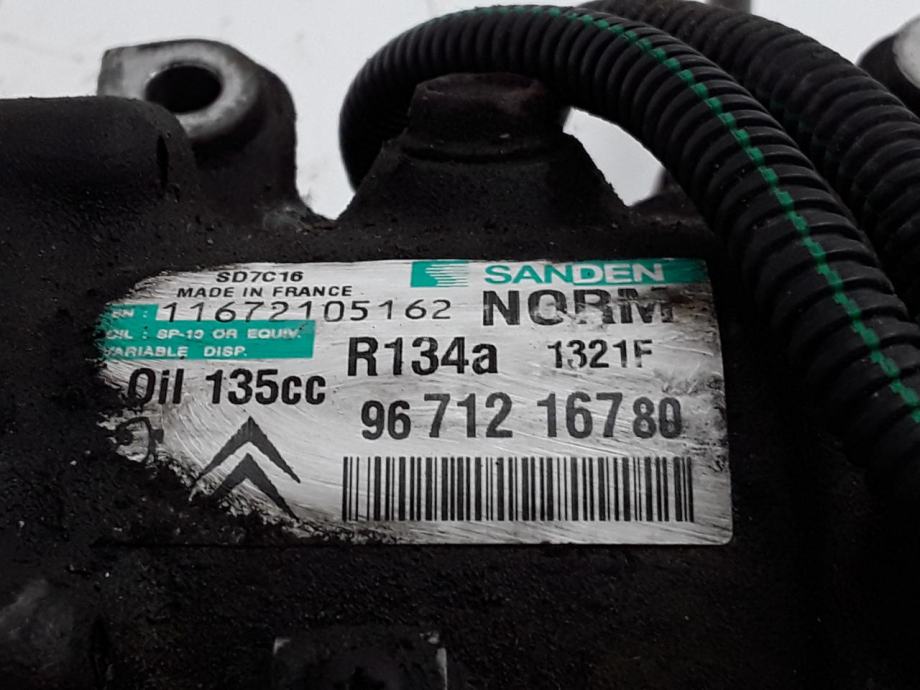 SD7C16
MADE IN FRANCE
SANDEN
SN : 11672105162
NORM
OIL : SP-10 OR EQUIV.
VARIABLE DISP.
R134a 1321F
Oil 135cc
96 712 167 80